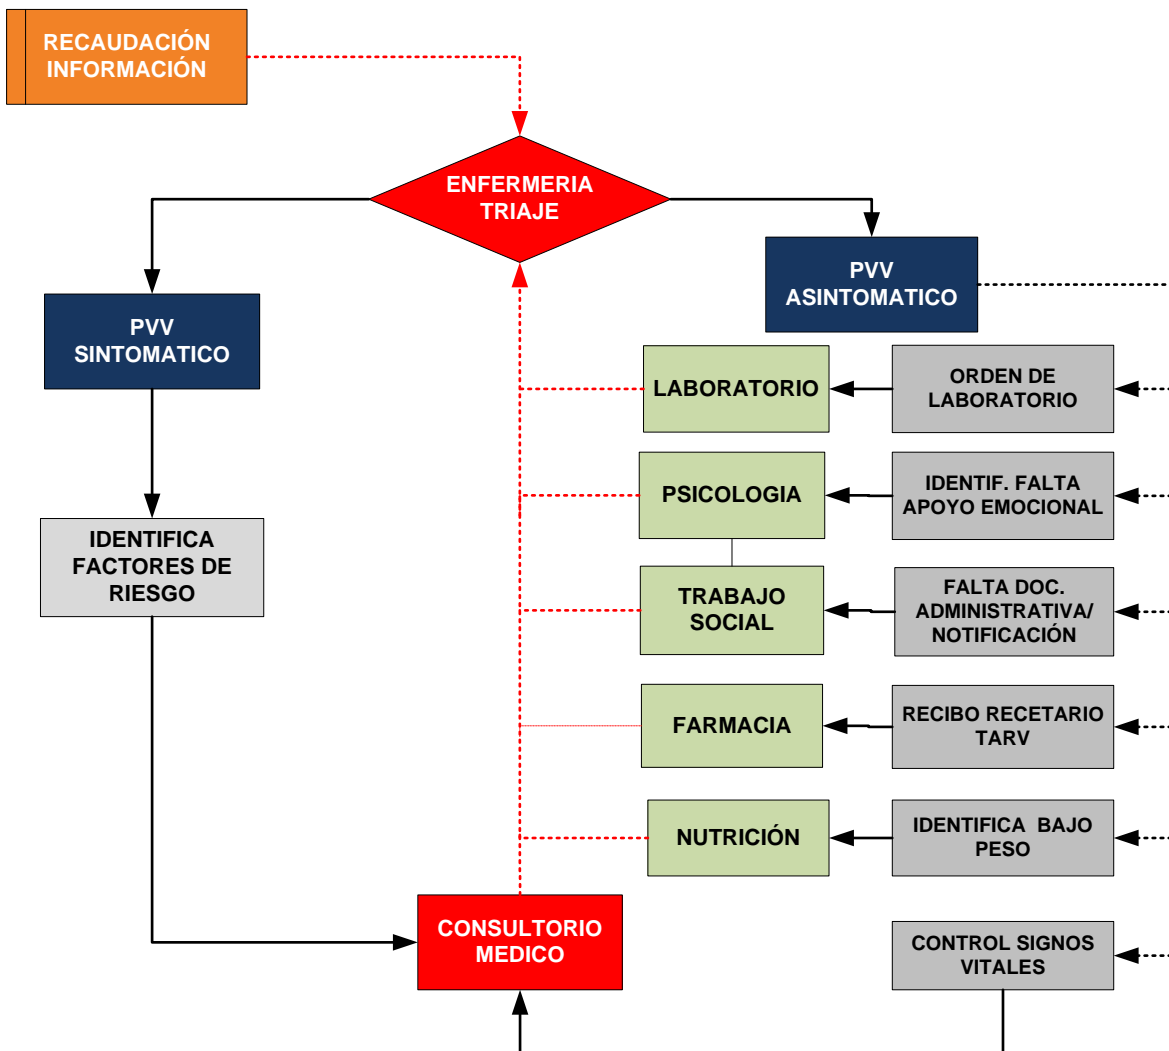 RECAUDACIÓN
INFORMACIÓN
ENFERMERIA
TRIAJE
PVV
ASINTOMATICO
PVV
SINTOMATICO
LABORATORIO
ORDEN DE
LABORATORIO
PSICOLOGIA
IDENTIF. FALTA
APOYO EMOCIONAL
IDENTIFICA
FACTORES DE
RIESGO
TRABAJO
SOCIAL
FALTA DOC.
ADMINISTRATIVA/
NOTIFICACIÓN
FARMACIA
RECIBO RECETARIO
TARV
NUTRICIÓN
IDENTIFICA BAJO
PESO
CONSULTORIO
MEDICO
CONTROL SIGNOS
VITALES